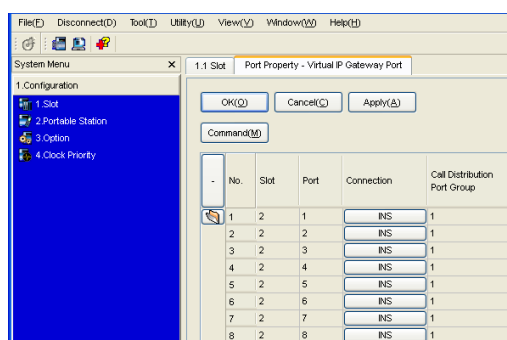 File(F) Disconnect(D) Tool(T) Utility(U) View(V) Window(W) Help(H)
System Menu X
1.1 Slot Port Property - Virtual IP Gateway Port
1.Configuration
1.Slot
2.Portable Station
3.Option
4.Clock Priority
OK(O) Cancel(C) Apply(A)
Command(M)
- No. Slot Port Connection Call Distribution Port Group
1 2 1 INS 1
2 2 2 INS 1
3 2 3 INS 1
4 2 4 INS 1
5 2 5 INS 1
6 2 6 INS 1
7 2 7 INS 1
8 2 8 INS 1